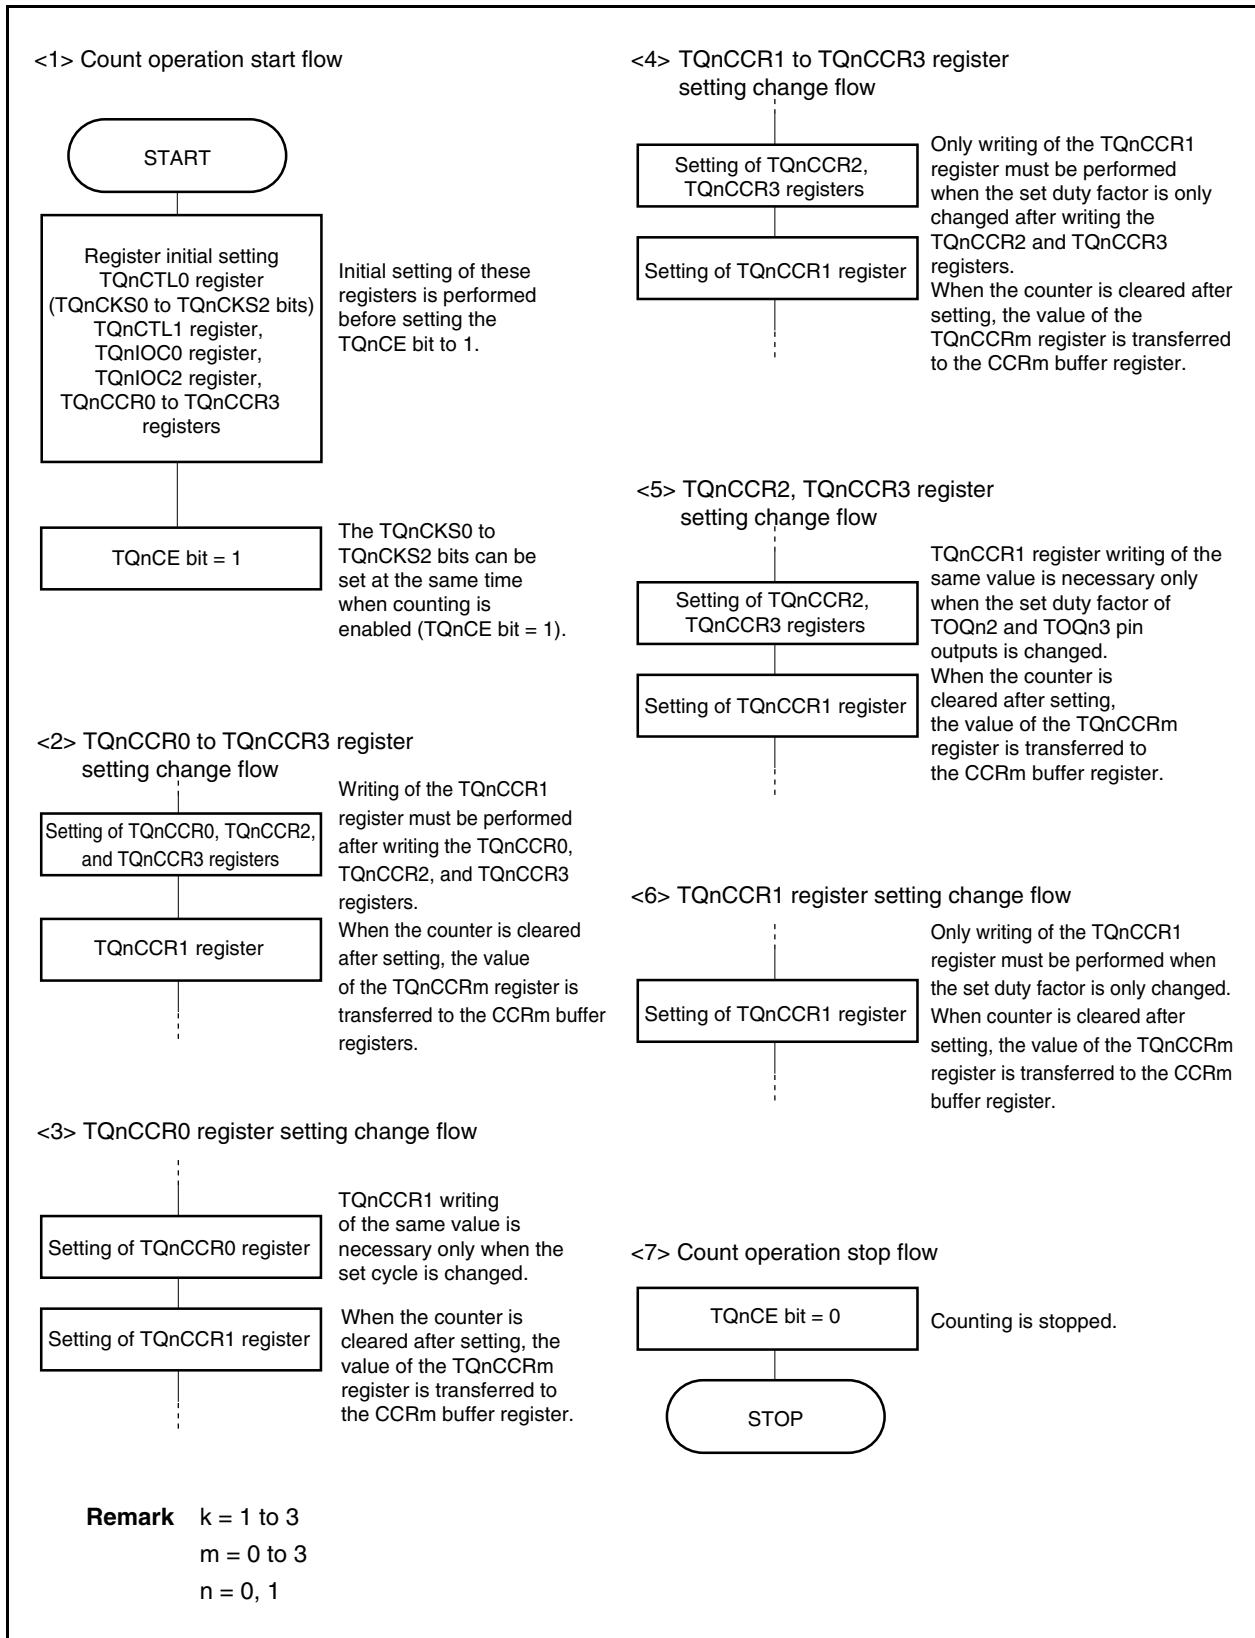 <1> Count operation start flow
START
Register initial setting
TQnCTL0 register
(TQnCKS0 to TQnCKS2 bits)
TQnCTL1 register,
TQnIOC0 register,
TQnIOC2 register,
TQnCCR0 to TQnCCR3
registers
Initial setting of these
registers is performed
before setting the
TQnCE bit to 1.
TQnCE bit = 1
The TQnCKS0 to
TQnCKS2 bits can be
set at the same time
when counting is
enabled (TQnCE bit = 1).
<2> TQnCCR0 to TQnCCR3 register
setting change flow
Setting of TQnCCR0, TQnCCR2,
and TQnCCR3 registers
TQnCCR1 register
Writing of the TQnCCR1
register must be performed
after writing the TQnCCR0,
TQnCCR2, and TQnCCR3
registers.
When the counter is cleared
after setting, the value
of the TQnCCRm register is
transferred to the CCRm buffer
registers.
<3> TQnCCR0 register setting change flow
Setting of TQnCCR0 register
TQnCCR1 writing
of the same value is
necessary only when the
set cycle is changed.
Setting of TQnCCR1 register
When the counter is
cleared after setting, the
value of the TQnCCRm
register is transferred to
the CCRm buffer register.
Remark k = 1 to 3
m = 0 to 3
n = 0, 1
<4> TQnCCR1 to TQnCCR3 register
setting change flow
Setting of TQnCCR2,
TQnCCR3 registers
Setting of TQnCCR1 register
Only writing of the TQnCCR1
register must be performed
when the set duty factor is only
changed after writing the
TQnCCR2 and TQnCCR3
registers.
When the counter is cleared after
setting, the value of the
TQnCCRm register is transferred
to the CCRm buffer register.
<5> TQnCCR2, TQnCCR3 register
setting change flow
Setting of TQnCCR2,
TQnCCR3 registers
Setting of TQnCCR1 register
TQnCCR1 register writing of the
same value is necessary only
when the set duty factor of
TOQn2 and TOQn3 pin
outputs is changed.
When the counter is
cleared after setting,
the value of the TQnCCRm
register is transferred to
the CCRm buffer register.
<6> TQnCCR1 register setting change flow
Setting of TQnCCR1 register
Only writing of the TQnCCR1
register must be performed when
the set duty factor is only changed.
When counter is cleared after
setting, the value of the TQnCCRm
register is transferred to the CCRm
buffer register.
<7> Count operation stop flow
TQnCE bit = 0
Counting is stopped.
STOP